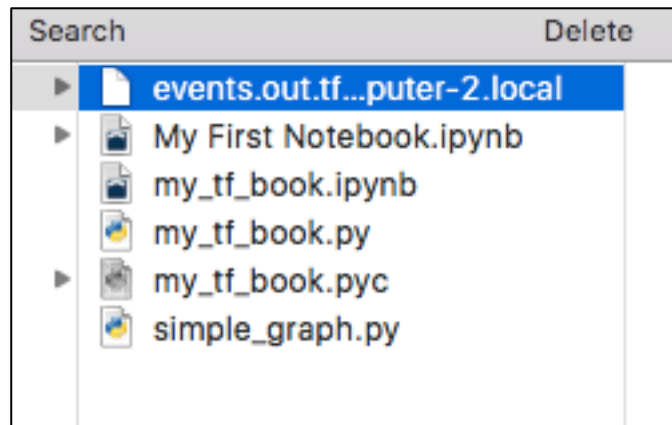 Search Delete
events.out.tf...puter-2.local
My First Notebook.ipynb
my_tf_book.ipynb
my_tf_book.py
my_tf_book.pyc
simple_graph.py